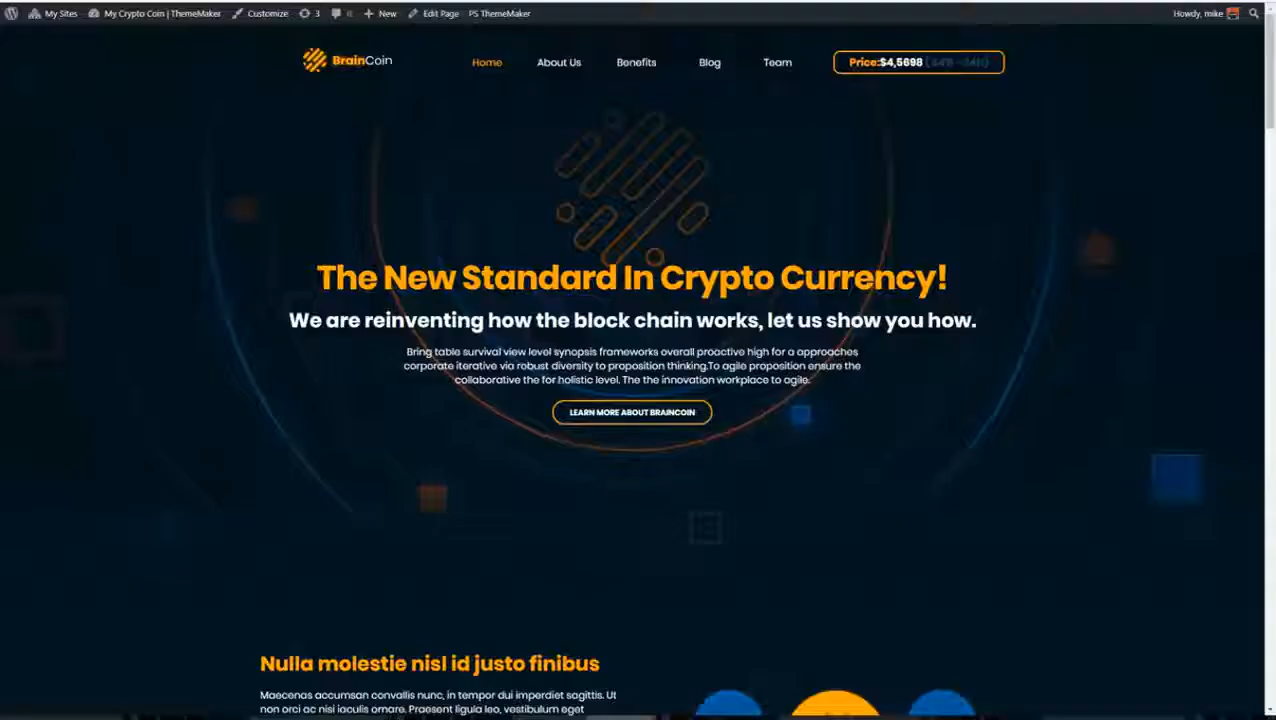 My Sites My Crypto Coin | ThemeMaker Customize 3 0 New Edit Page PS ThemeMaker Howdy, mike
BrainCoin Home About Us Benefits Blog Team Price:$4,5698
The New Standard In Crypto Currency!
We are reinventing how the block chain works, let us show you how.
Bring table survival view level synopsis frameworks overall proactive high for a approaches
corporate iterative via robust diversity to proposition thinking.To agile proposition ensure the
collaborative the for holistic level. The the innovation workplace to agile.
LEARN MORE ABOUT BRAINCOIN
Nulla molestie nisl id justo finibus
Maecenas accumsan convallis nunc, in tempor dui imperdiet sagittis. Ut
non orci ac nisi iaculis ornare. Praesent ligula leo, vestibulum eget